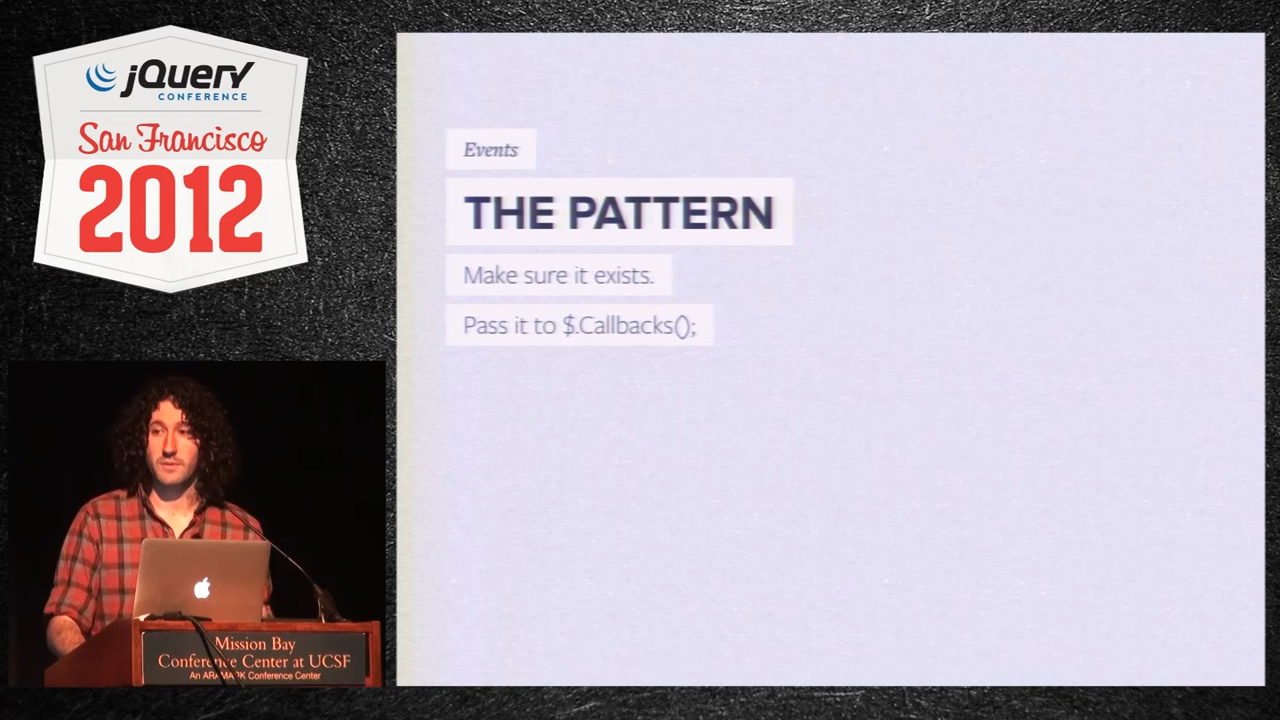 jQuery
CONFERENCE
San Francisco
2012
Events
THE PATTERN
Make sure it exists.
Pass it to $.Callbacks();
Mission Bay
Conference Center at UCSF
An ARAMARK Conference Center